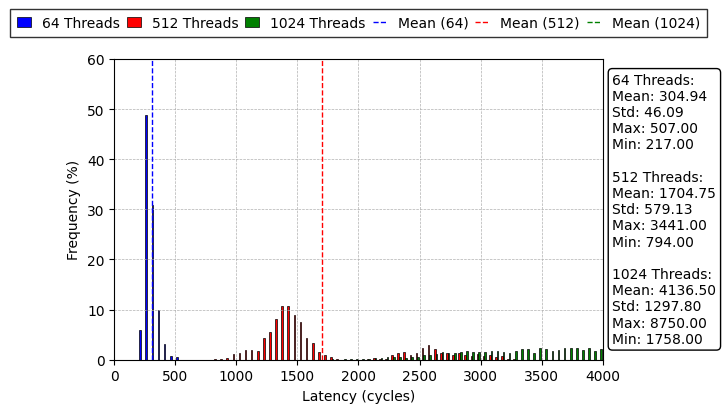 64 Threads 512 Threads 1024 Threads Mean (64) Mean (512) Mean (1024)
60
50
40
30
20
10
0
Frequency (%)
0 500 1000 1500 2000 2500 3000 3500 4000
Latency (cycles)
64 Threads:
Mean: 304.94
Std: 46.09
Max: 507.00
Min: 217.00
512 Threads:
Mean: 1704.75
Std: 579.13
Max: 3441.00
Min: 794.00
1024 Threads:
Mean: 4136.50
Std: 1297.80
Max: 8750.00
Min: 1758.00